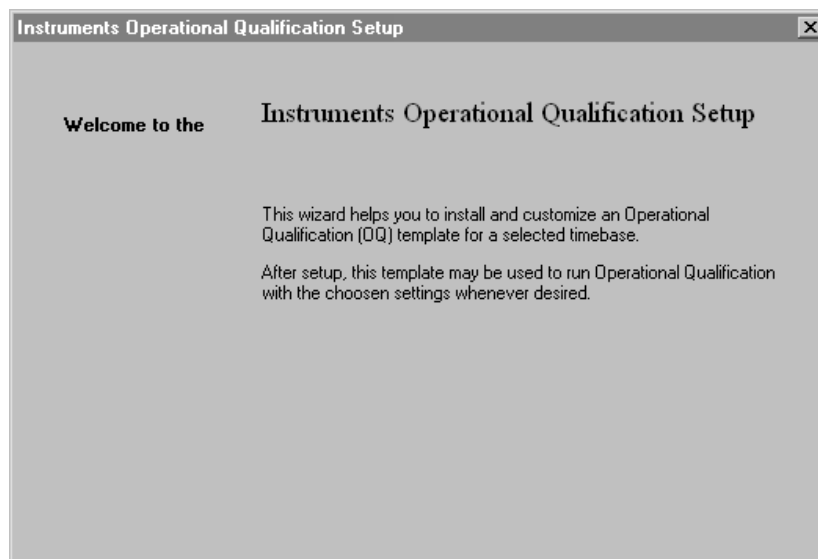 Instruments Operational Qualification Setup
Welcome to the
Instruments Operational Qualification Setup
This wizard helps you to install and customize an Operational
Qualification (OQ) template for a selected timebase.
After setup, this template may be used to run Operational Qualification
with the choosen settings whenever desired.